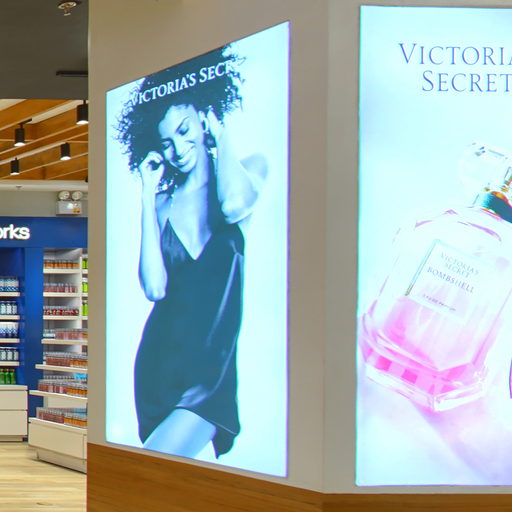 VICTORIA'S SECRET
VICTORIA
SECRET
VICTORIA'S
SECRET
BOMBSHELL
orks